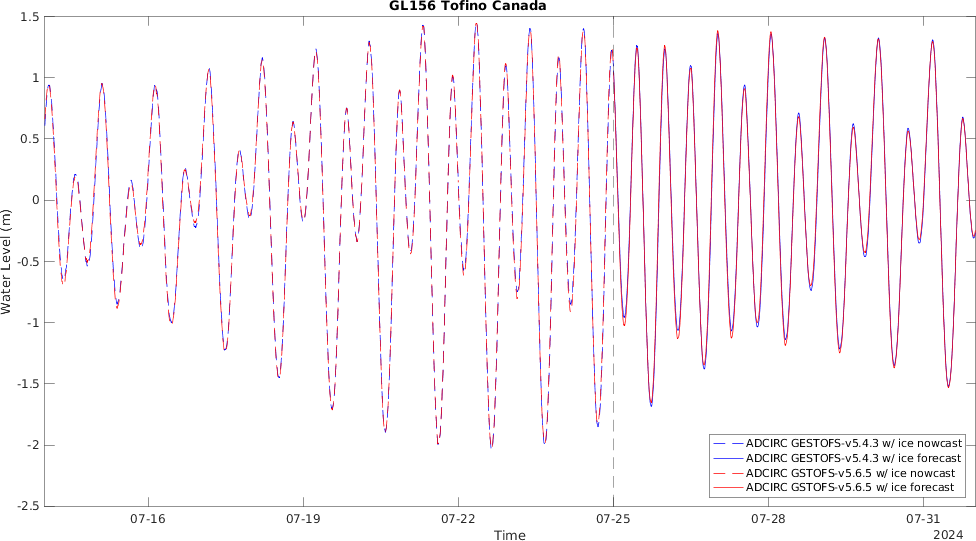 GL156 Tofino Canada
1.5
1
0.5
0
-0.5
-1
-1.5
-2
-2.5
Water Level (m)
ADCIRC GESTOFS-v5.4.3 w/ ice nowcast
ADCIRC GESTOFS-v5.4.3 w/ ice forecast
ADCIRC GSTOFS-v5.6.5 w/ ice nowcast
ADCIRC GSTOFS-v5.6.5 w/ ice forecast
07-16 07-19 07-22 07-25 07-28 07-31
Time 2024